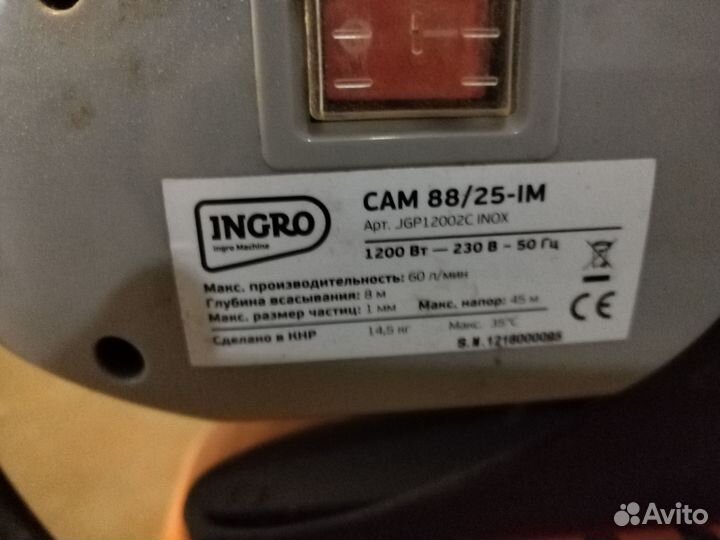 INGRO
Ingro Machine
CAM 88/25-IM
Арт. JGP12002C INOX
1200 Вт — 230 В ~ 50 Гц
Макс. производительность: 60 л/мин
Глубина всасывания: 8 м
Макс. размер частиц: 1 мм Макс. напор: 45 м
Сделано в КНР 14,5 кг Макс. 35°C
S.N.1218000095
CE
Avito